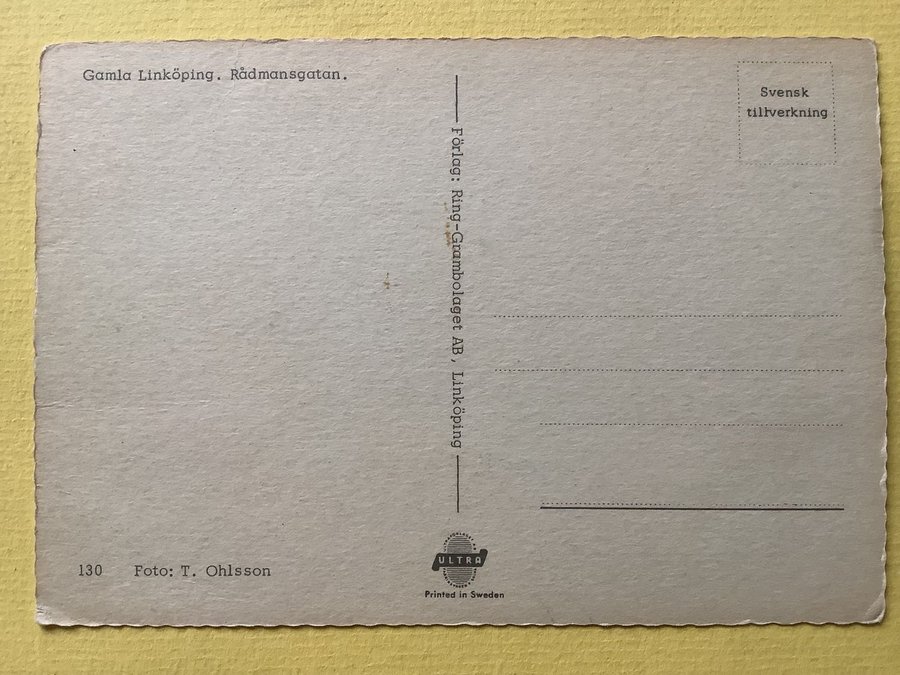 Gamla Linköping. Rådmansgatan.
Svensk
tillverkning
Förlag: Ring-Grambolaget AB, Linköping
130 Foto: T. Ohlsson
ULTRA
Printed in Sweden